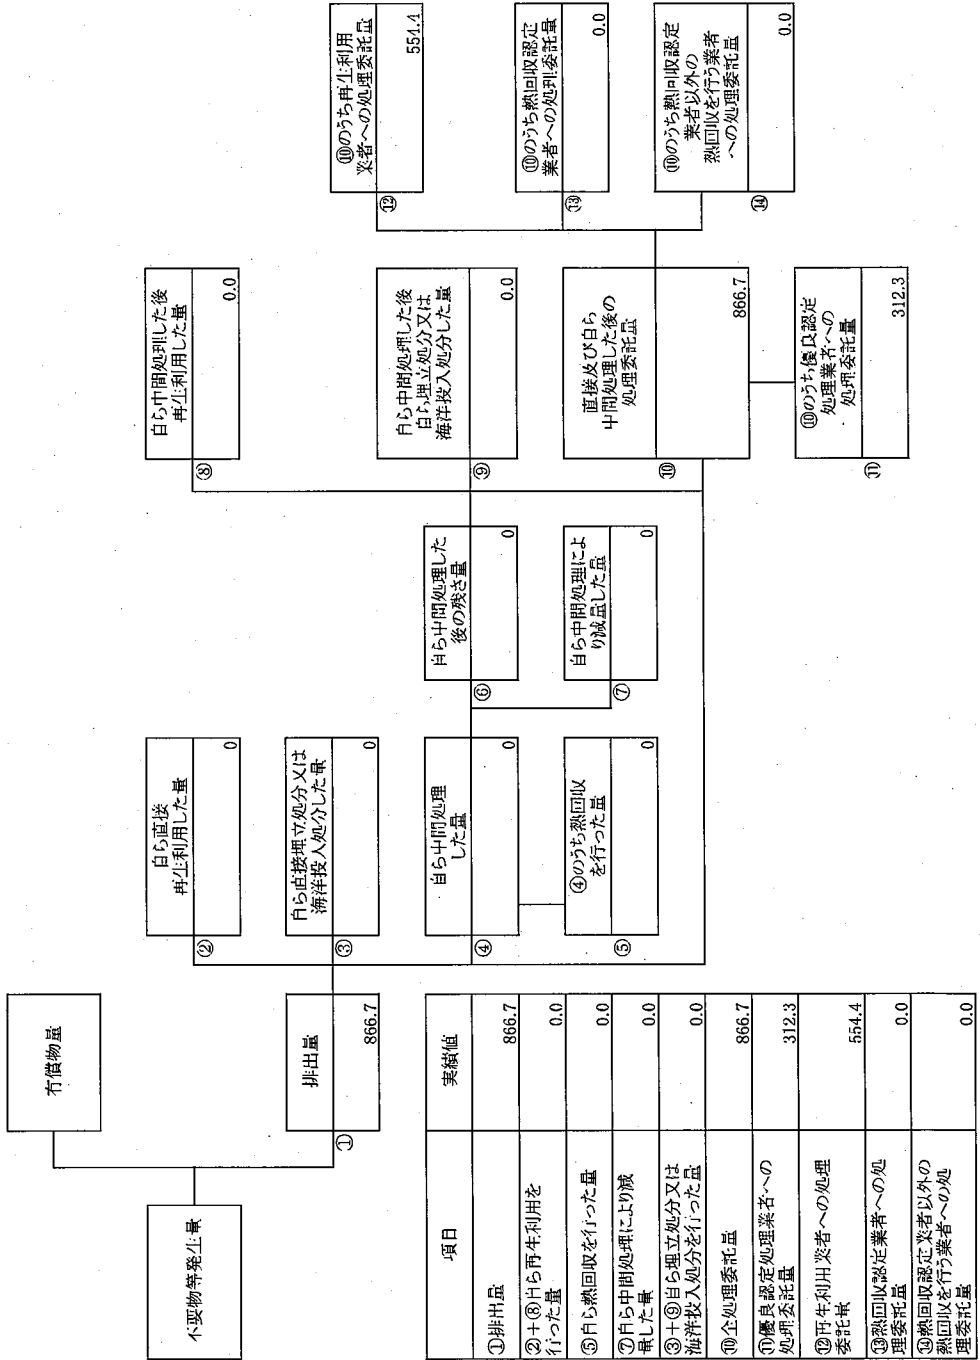 不要物等発生量
有償物量
①
排出量
866.7
②
自ら直接
再生利用した量
0
③
自ら直接埋立処分又は
海洋投入処分した量
0
④
自ら中間処理
した量
0
⑤
④のうち熱回収
を行った量
0
⑥
自ら中間処理した
後の残さ量
0
⑦
自ら中間処理によ
り減量した量
0
⑧
自ら中間処理した後
再生利用した量
0.0
⑨
自ら中間処理した後
自ら埋立処分又は
海洋投入処分した量
0.0
⑩
直接及び自ら
中間処理した後の
処理委託量
866.7
⑪
⑩のうち優良認定
処理業者への
処理委託量
312.3
⑫
⑩のうち再生利用
業者への処理委託量
554.4
⑬
⑩のうち熱回収認定
業者への処理委託量
0.0
⑭
⑩のうち熱回収認定
業者以外の
熱回収を行う業者
への処理委託量
0.0
項目 実績値
①排出量 866.7
②＋⑧自ら再生利用を
行った量 0.0
⑤自ら熱回収を行った量 0.0
⑦自ら中間処理により減
量した量 0.0
③＋⑨自ら埋立処分又は
海洋投入処分を行った量 0.0
⑩全処理委託量 866.7
⑪優良認定処理業者への
処理委託量 312.3
⑫再生利用業者への処理
委託量 554.4
⑬熱回収認定業者への処
理委託量 0.0
⑭熱回収認定業者以外の
熱回収を行う業者への処
理委託量 0.0